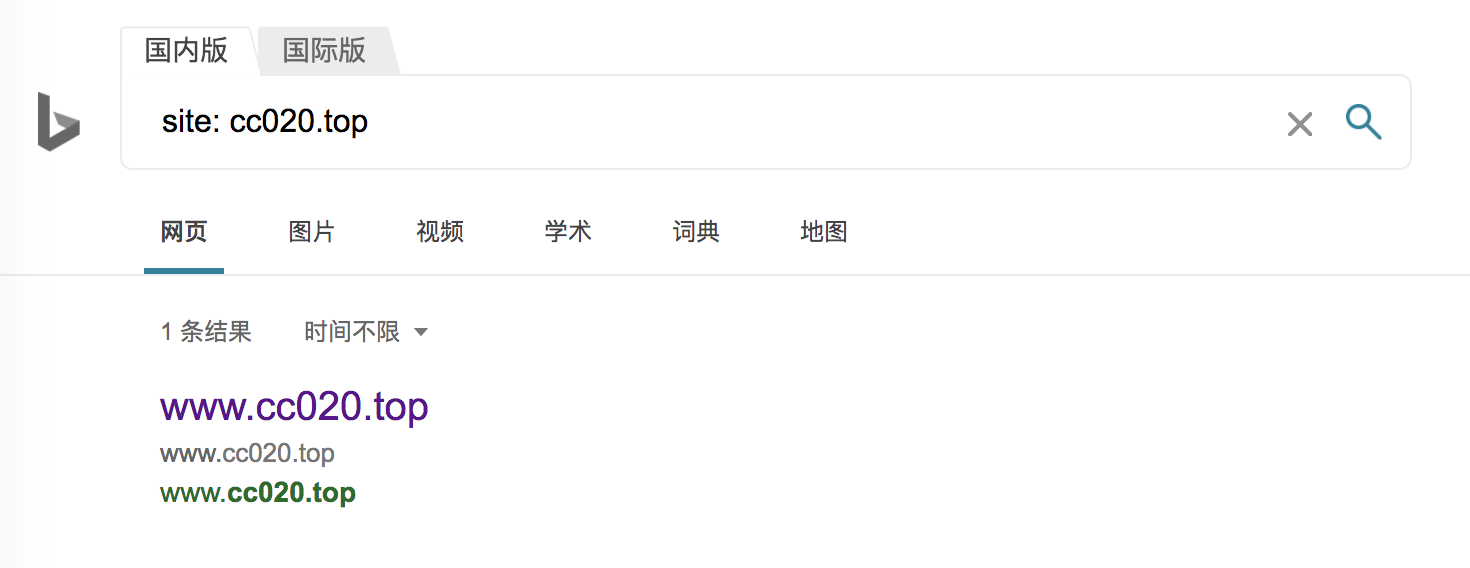 国内版 国际版
site: cc020.top
网页 图片 视频 学术 词典 地图
1 条结果 时间不限
www.cc020.top
www.cc020.top
www.cc020.top